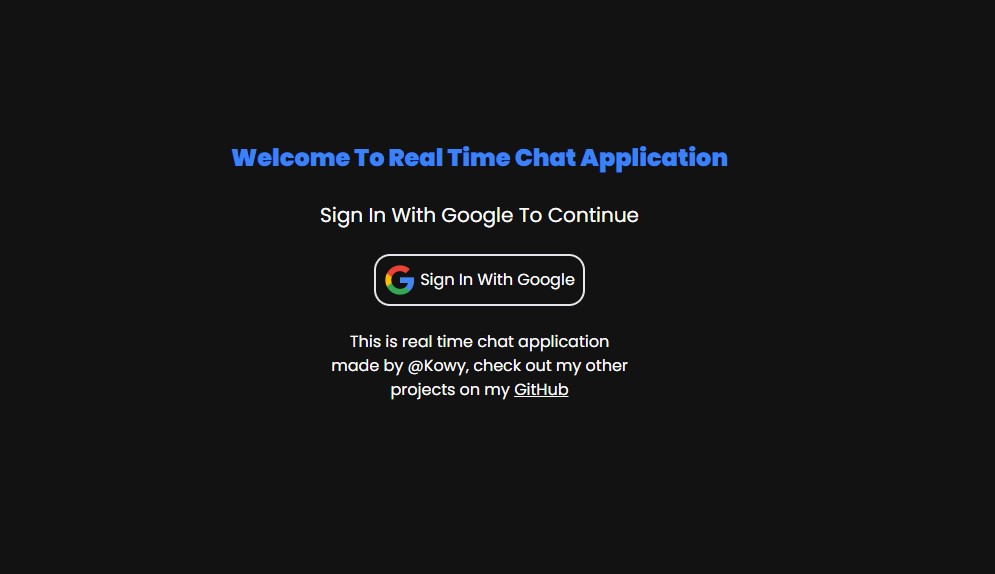 Welcome To Real Time Chat Application
Sign In With Google To Continue
Sign In With Google
This is real time chat application
made by @Kowy, check out my other
projects on my GitHub